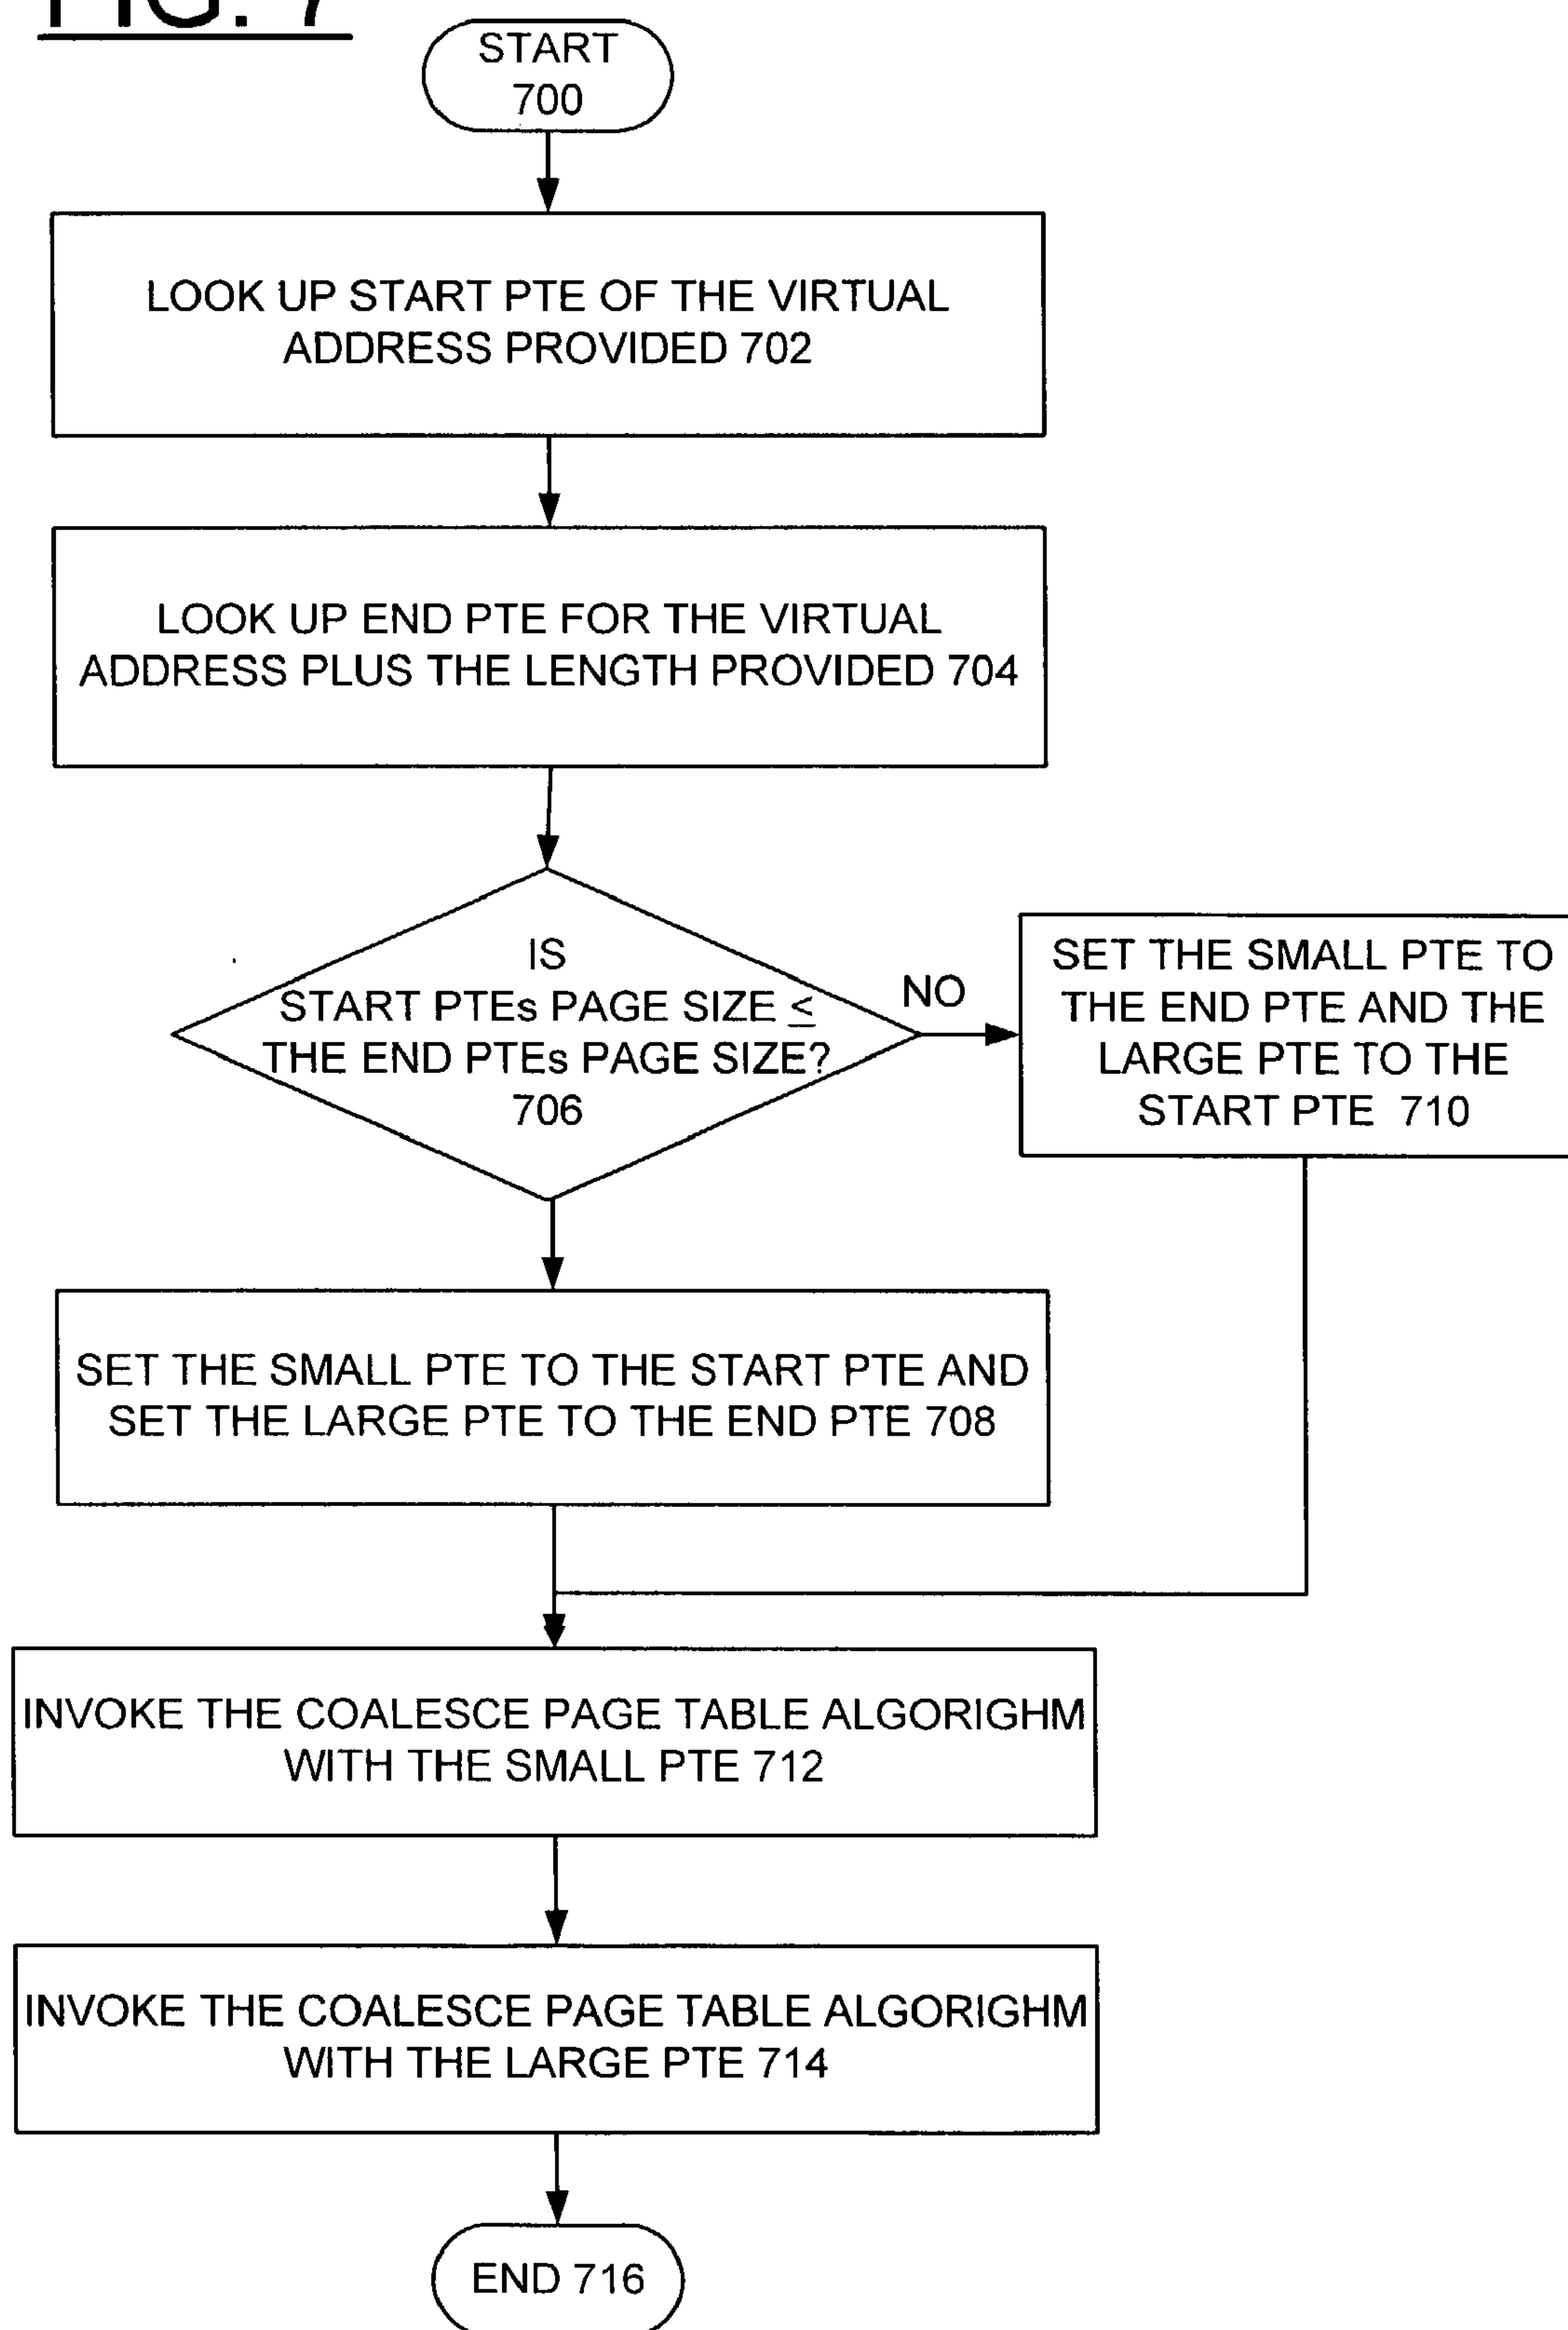 FIG. 7
START
700
LOOK UP START PTE OF THE VIRTUAL
ADDRESS PROVIDED 702
LOOK UP END PTE FOR THE VIRTUAL
ADDRESS PLUS THE LENGTH PROVIDED 704
IS
START PTEs PAGE SIZE ≤
THE END PTEs PAGE SIZE?
706
NO
SET THE SMALL PTE TO
THE END PTE AND THE
LARGE PTE TO THE
START PTE 710
SET THE SMALL PTE TO THE START PTE AND
SET THE LARGE PTE TO THE END PTE 708
INVOKE THE COALESCE PAGE TABLE ALGORIGHM
WITH THE SMALL PTE 712
INVOKE THE COALESCE PAGE TABLE ALGORIGHM
WITH THE LARGE PTE 714
END 716